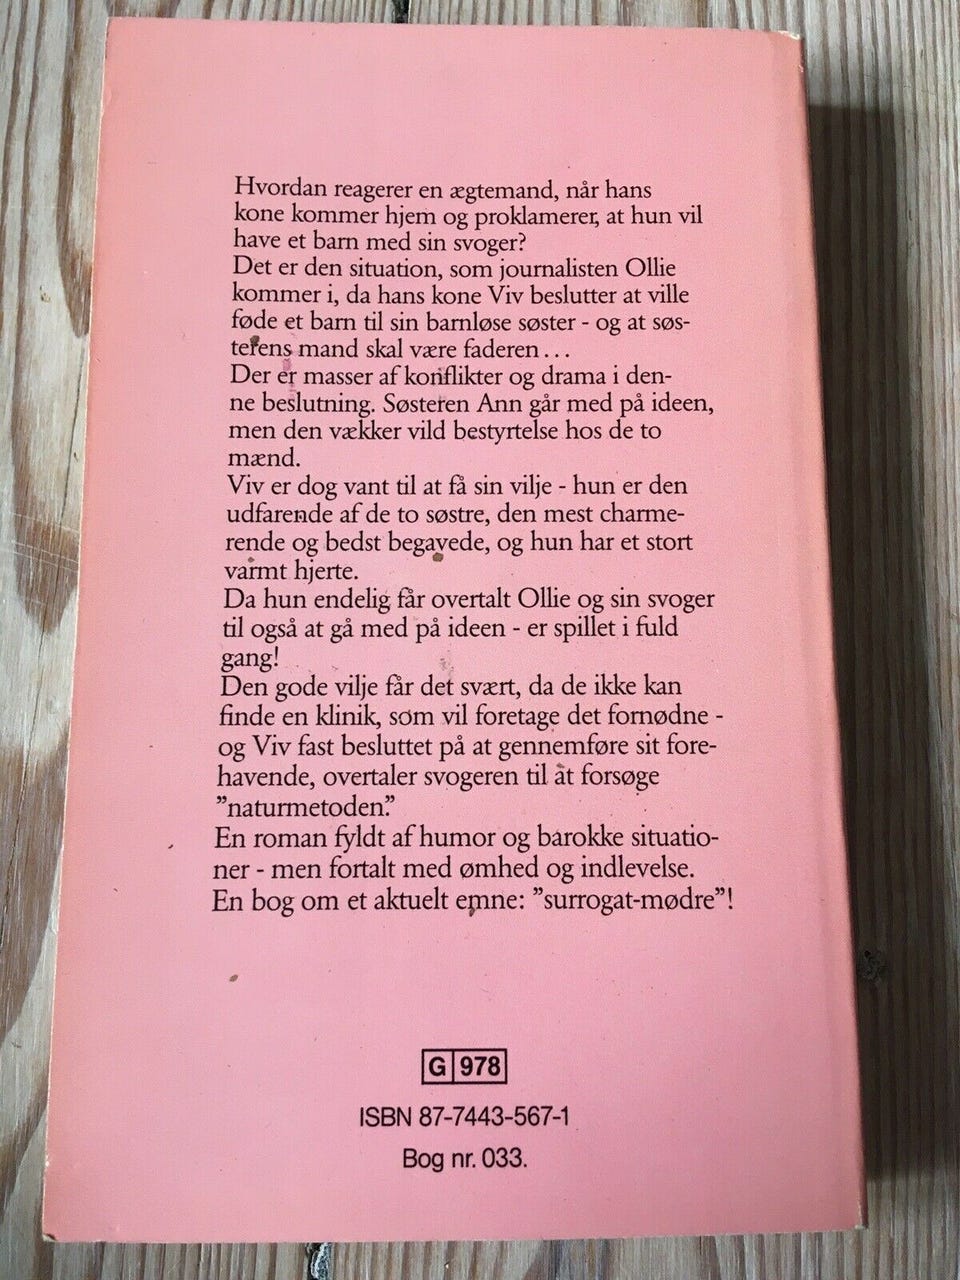 Hvordan reagerer en ægtemand, når hans
kone kommer hjem og proklamerer, at hun vil
have et barn med sin svoger?
Det er den situation, som journalisten Ollie
kommer i, da hans kone Viv beslutter at ville
føde et barn til sin barnløse søster - og at søs-
terens mand skal være faderen...
Der er masser af konflikter og drama i den-
ne beslutning. Søsteren Ann går med på ideen,
men den vækker vild bestyrtelse hos de to
mænd.
Viv er dog vant til at få sin vilje - hun er den
udfarende af de to søstre, den mest charme-
rende og bedst begavede, og hun har et stort
varmt hjerte.
Da hun endelig får overtalt Ollie og sin svoger
til også at gå med på ideen - er spillet i fuld
gang!
Den gode vilje får det svært, da de ikke kan
finde en klinik, som vil foretage det fornødne -
og Viv fast besluttet på at gennemføre sit fore-
havende, overtaler svogeren til at forsøge
”naturmetoden.”
En roman fyldt af humor og barokke situatio-
ner - men fortalt med ømhed og indlevelse.
En bog om et aktuelt emne: ”surrogat-mødre”!
G 978
ISBN 87-7443-567-1
Bog nr. 033.